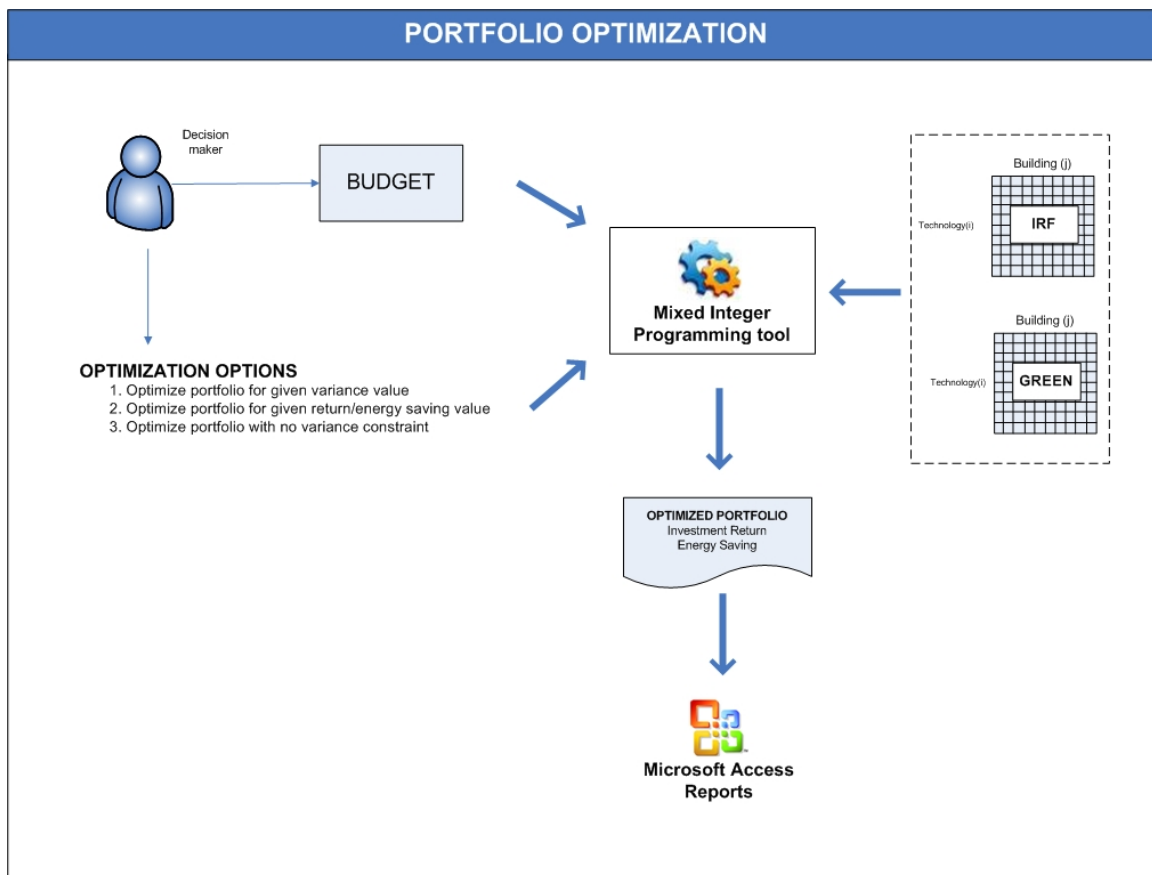 PORTFOLIO OPTIMIZATION
Decision
maker
BUDGET
OPTIMIZATION OPTIONS
1. Optimize portfolio for given variance value
2. Optimize portfolio for given return/energy saving value
3. Optimize portfolio with no variance constraint
Mixed Integer
Programming tool
Building (j)
Technology(i)
IRF
Building (j)
Technology(i)
GREEN
OPTIMIZED PORTFOLIO
Investment Return
Energy Saving
Microsoft Access
Reports